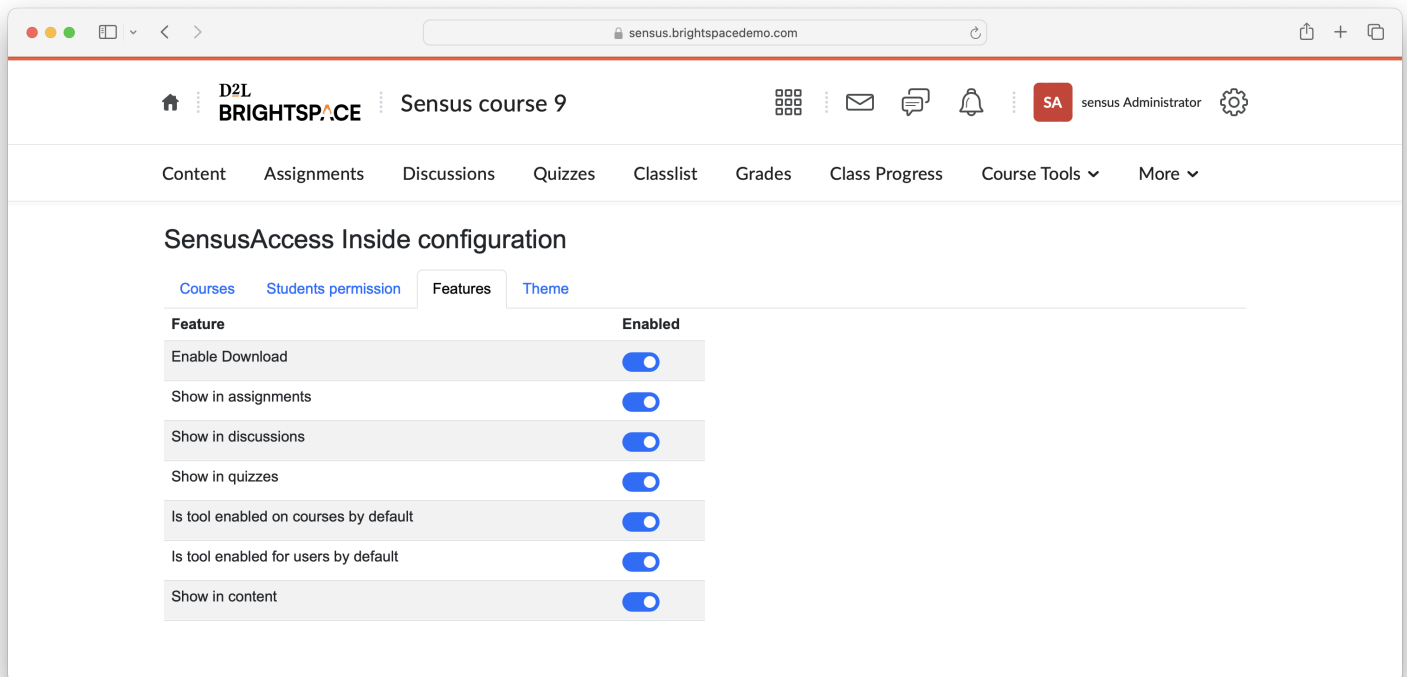 sensus.brightspacedemo.com
D2L
BRIGHTSPACE
Sensus course 9
SA
sensus Administrator
Content Assignments Discussions Quizzes Classlist Grades Class Progress Course Tools More
SensusAccess Inside configuration
Courses Students permission Features Theme
Feature Enabled
Enable Download
Show in assignments
Show in discussions
Show in quizzes
Is tool enabled on courses by default
Is tool enabled for users by default
Show in content